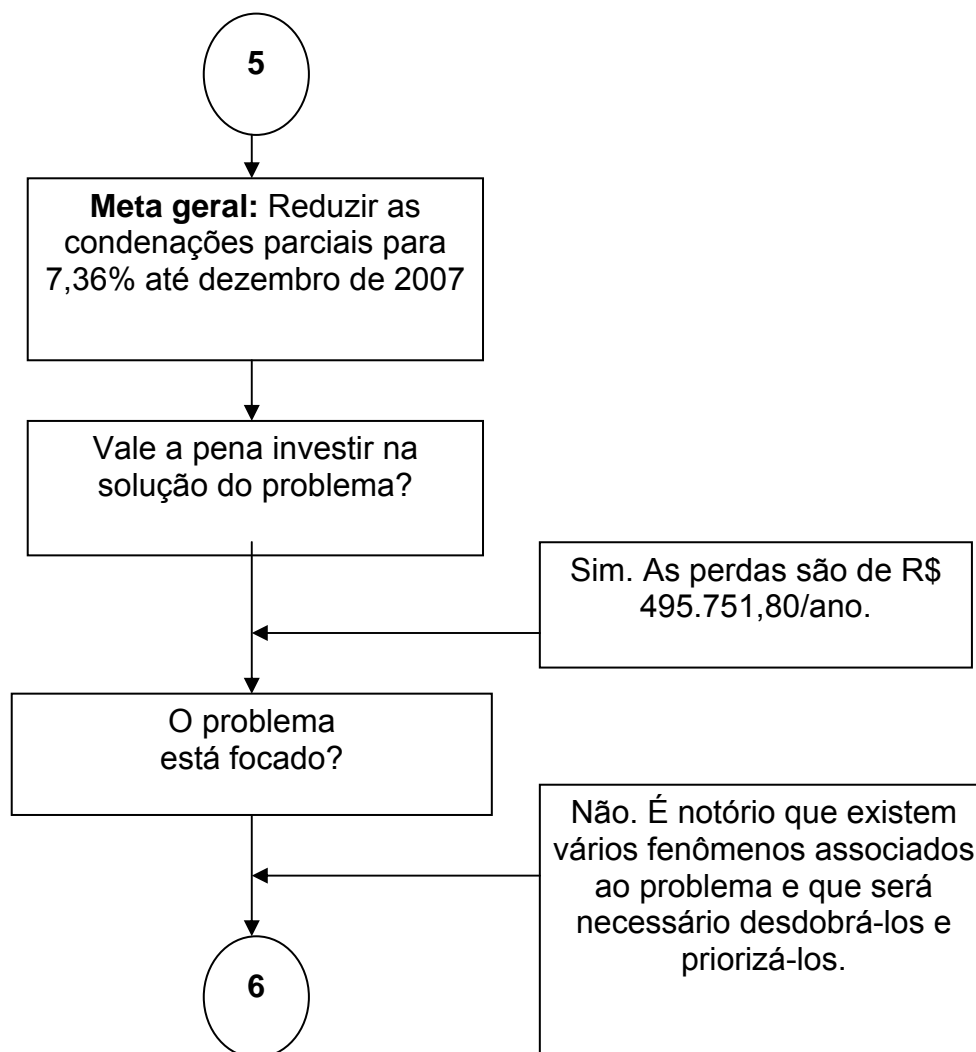 5
Meta geral: Reduzir as
condenações parciais para
7,36% até dezembro de 2007
Vale a pena investir na
solução do problema?
Sim. As perdas são de R$
495.751,80/ano.
O problema
está focado?
Não. É notório que existem
vários fenômenos associados
ao problema e que será
necessário desdobrá-los e
priorizá-los.
6